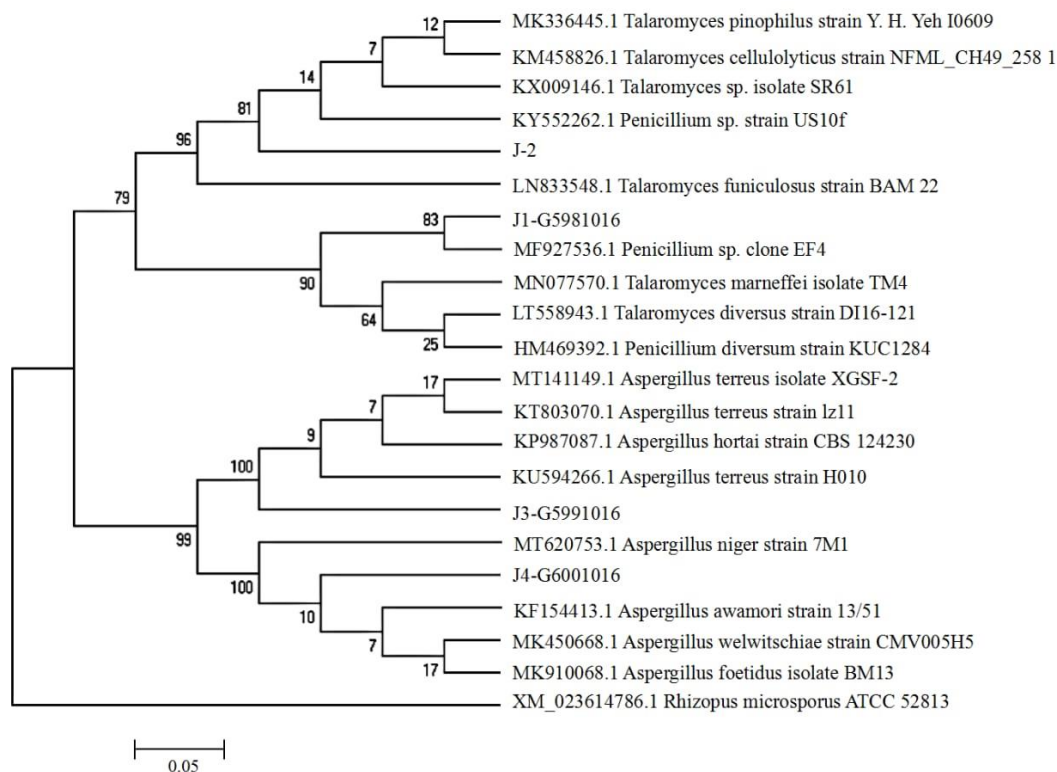 12 MK336445.1 Talaromyces pinophilus strain Y. H. Yeh I0609
7
KM458826.1 Talaromyces cellulolyticus strain NFML_CH49_258 1
14
KX009146.1 Talaromyces sp. isolate SR61
81
KY552262.1 Penicillium sp. strain US10f
96
J-2
79
LN833548.1 Talaromyces funiculosus strain BAM 22
83 J1-G5981016
MF927536.1 Penicillium sp. clone EF4
90
MN077570.1 Talaromyces marneffei isolate TM4
64
LT558943.1 Talaromyces diversus strain DI16-121
25 HM469392.1 Penicillium diversum strain KUC1284
17 MT141149.1 Aspergillus terreus isolate XGSF-2
7
KT803070.1 Aspergillus terreus strain lz11
9
KP987087.1 Aspergillus hortai strain CBS 124230
100
KU594266.1 Aspergillus terreus strain H010
J3-G5991016
99
MT620753.1 Aspergillus niger strain 7M1
J4-G6001016
100
10
KF154413.1 Aspergillus awamori strain 13/51
7
MK450668.1 Aspergillus welwitschiae strain CMV005H5
17 MK910068.1 Aspergillus foetidus isolate BM13
XM_023614786.1 Rhizopus microsporus ATCC 52813
0.05